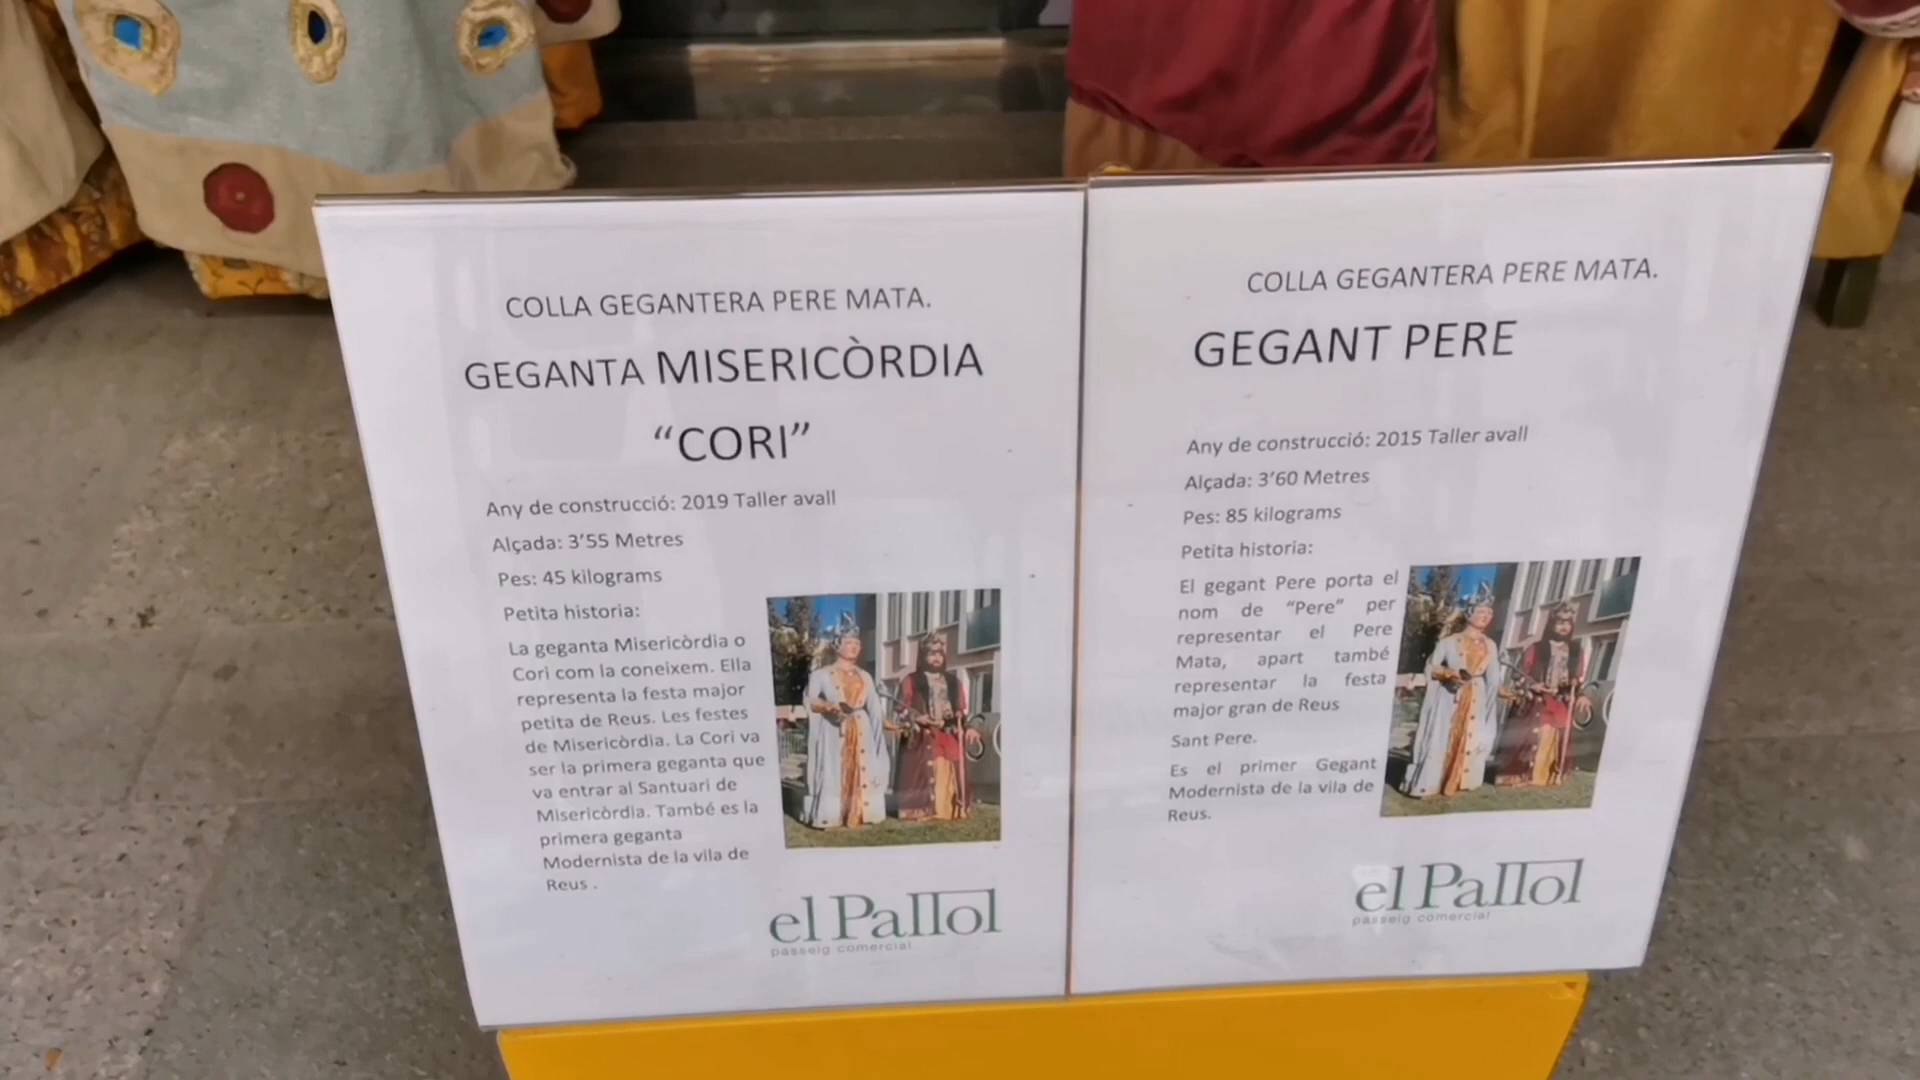 COLLA GEGANTERA PERE MATA.
GEGANTA MISERICÒRDIA
“CORI”
Any de construcció: 2019 Taller avall
Alçada: 3’55 Metres
Pes: 45 kilograms
Petita historia:
La geganta Misericòrdia o
Cori com la coneixem. Ella
representa la festa major
petita de Reus. Les festes
de Misericòrdia. La Cori va
ser la primera geganta que
va entrar al Santuari de
Misericòrdia. També es la
primera geganta
Modernista de la vila de
Reus .
el Pallol
passeig comercial
COLLA GEGANTERA PERE MATA.
GEGANT PERE
Any de construcció: 2015 Taller avall
Alçada: 3’60 Metres
Pes: 85 kilograms
Petita historia:
El gegant Pere porta el
nom de “Pere” per
representar el Pere
Mata, apart també
representar la festa
major gran de Reus
Sant Pere.
Es el primer Gegant
Modernista de la vila de
Reus.
el Pallol
passeig comercial